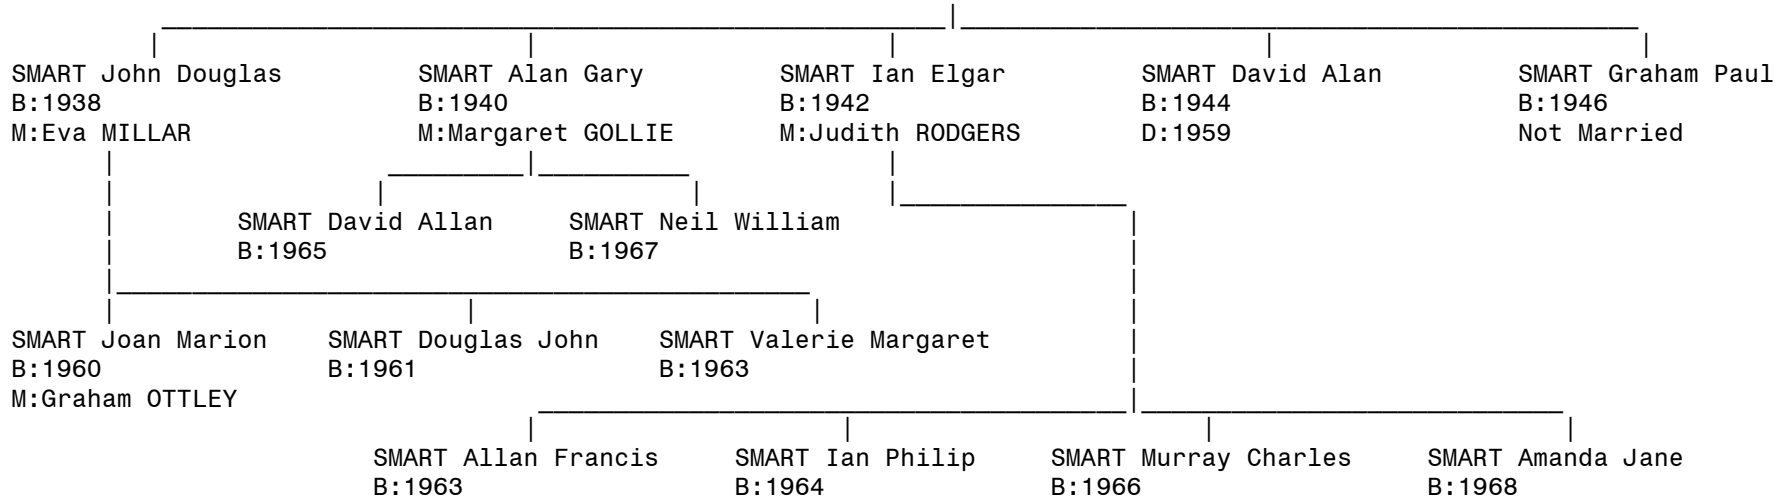 SMART John Douglas SMART Alan Gary SMART Ian Elgar SMART David Alan SMART Graham Paul
B:1938 B:1940 B:1942 B:1944 B:1946
M:Eva MILLAR M:Margaret GOLLIE M:Judith RODGERS D:1959 Not Married
SMART David Allan SMART Neil William
B:1965 B:1967
SMART Joan Marion SMART Douglas John SMART Valerie Margaret
B:1960 B:1961 B:1963
M:Graham OTTLEY
SMART Allan Francis SMART Ian Philip SMART Murray Charles SMART Amanda Jane
B:1963 B:1964 B:1966 B:1968